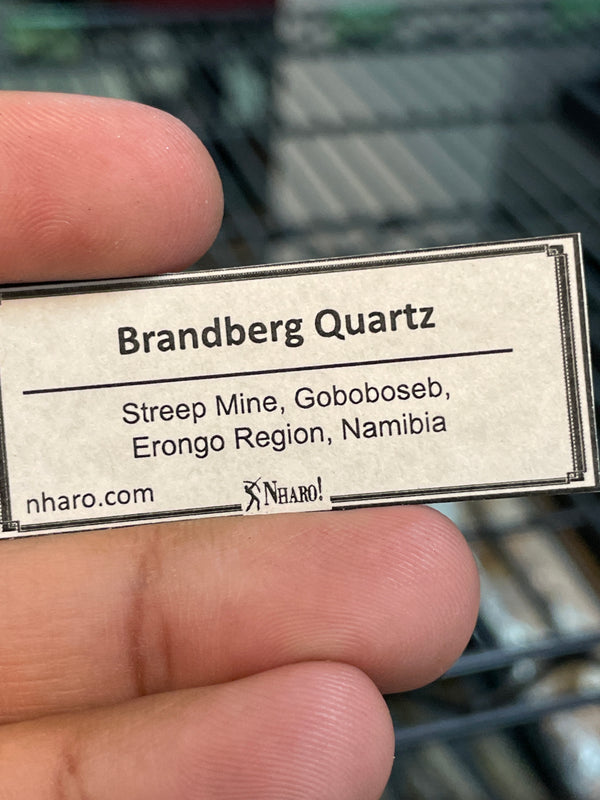 Brandberg Quartz
Streep Mine, Goboboseb,
Erongo Region, Namibia
nharo.com NHARO!